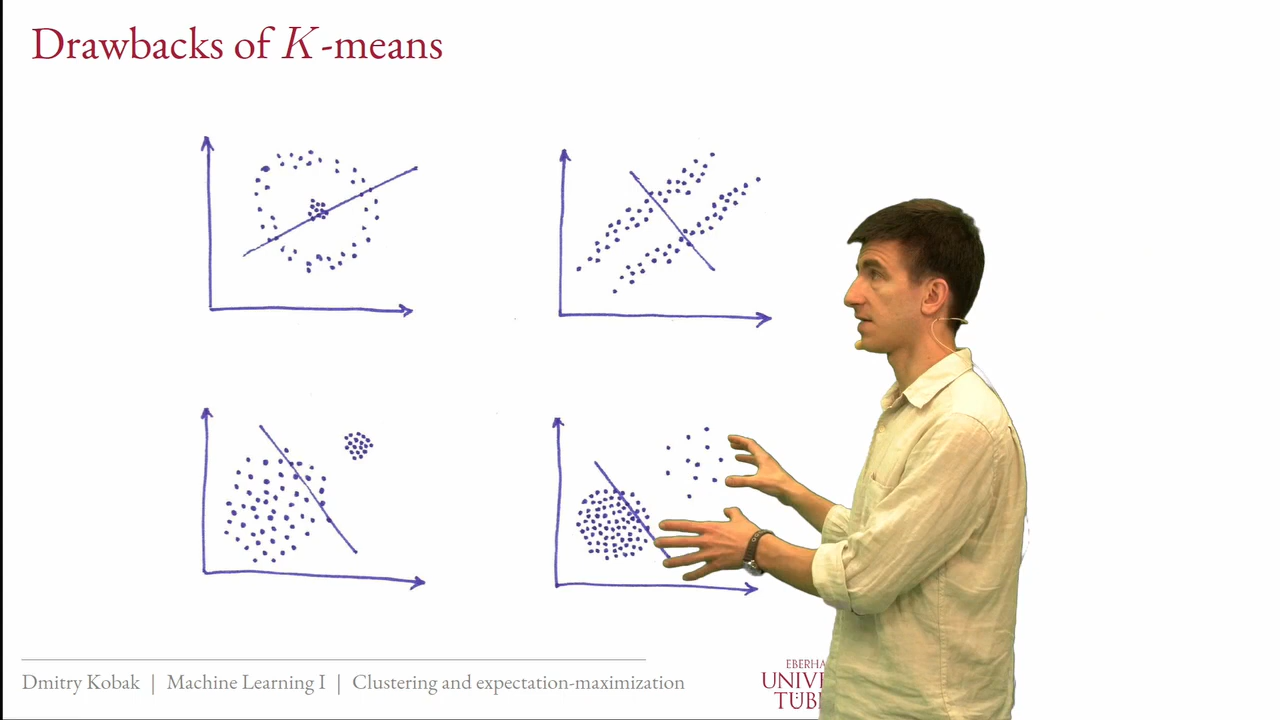 Drawbacks of K-means
Dmitry Kobak | Machine Learning I | Clustering and expectation-maximization